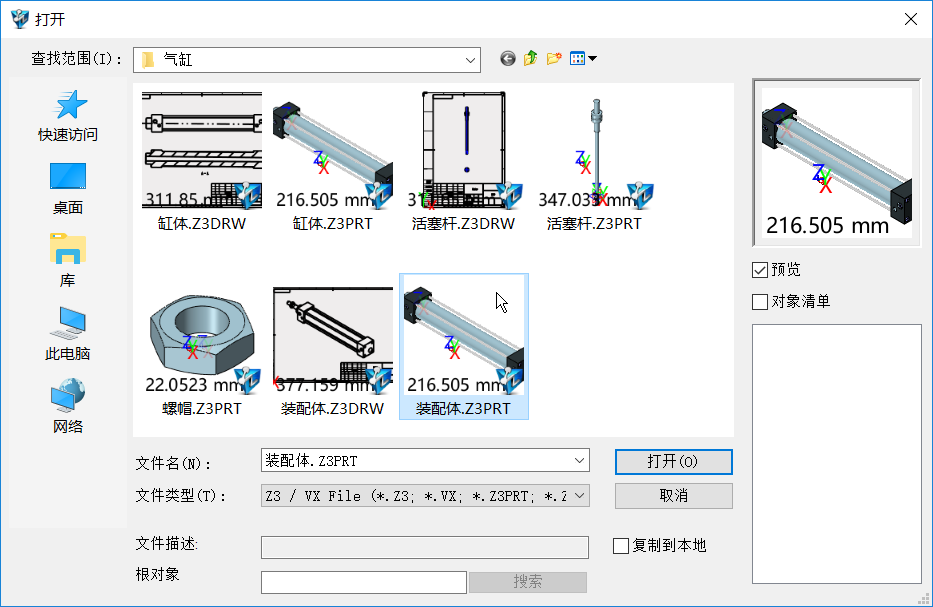 打开
查找范围(I):
气缸
快速访问
桌面
库
此电脑
网络
311.85 mm
216.505 mm
347.039 mm
缸体.Z3DRW
缸体.Z3PRT
活塞杆.Z3DRW
活塞杆.Z3PRT
22.0523 mm
377.159 mm
216.505 mm
螺帽.Z3PRT
装配体.Z3DRW
装配体.Z3PRT
216.505 mm
预览
对象清单
文件名(N):
装配体.Z3PRT
打开(O)
文件类型(T):
Z3 / VX File (*.Z3; *.VX; *.Z3PRT; *.Z
取消
文件描述:
复制到本地
根对象
搜索